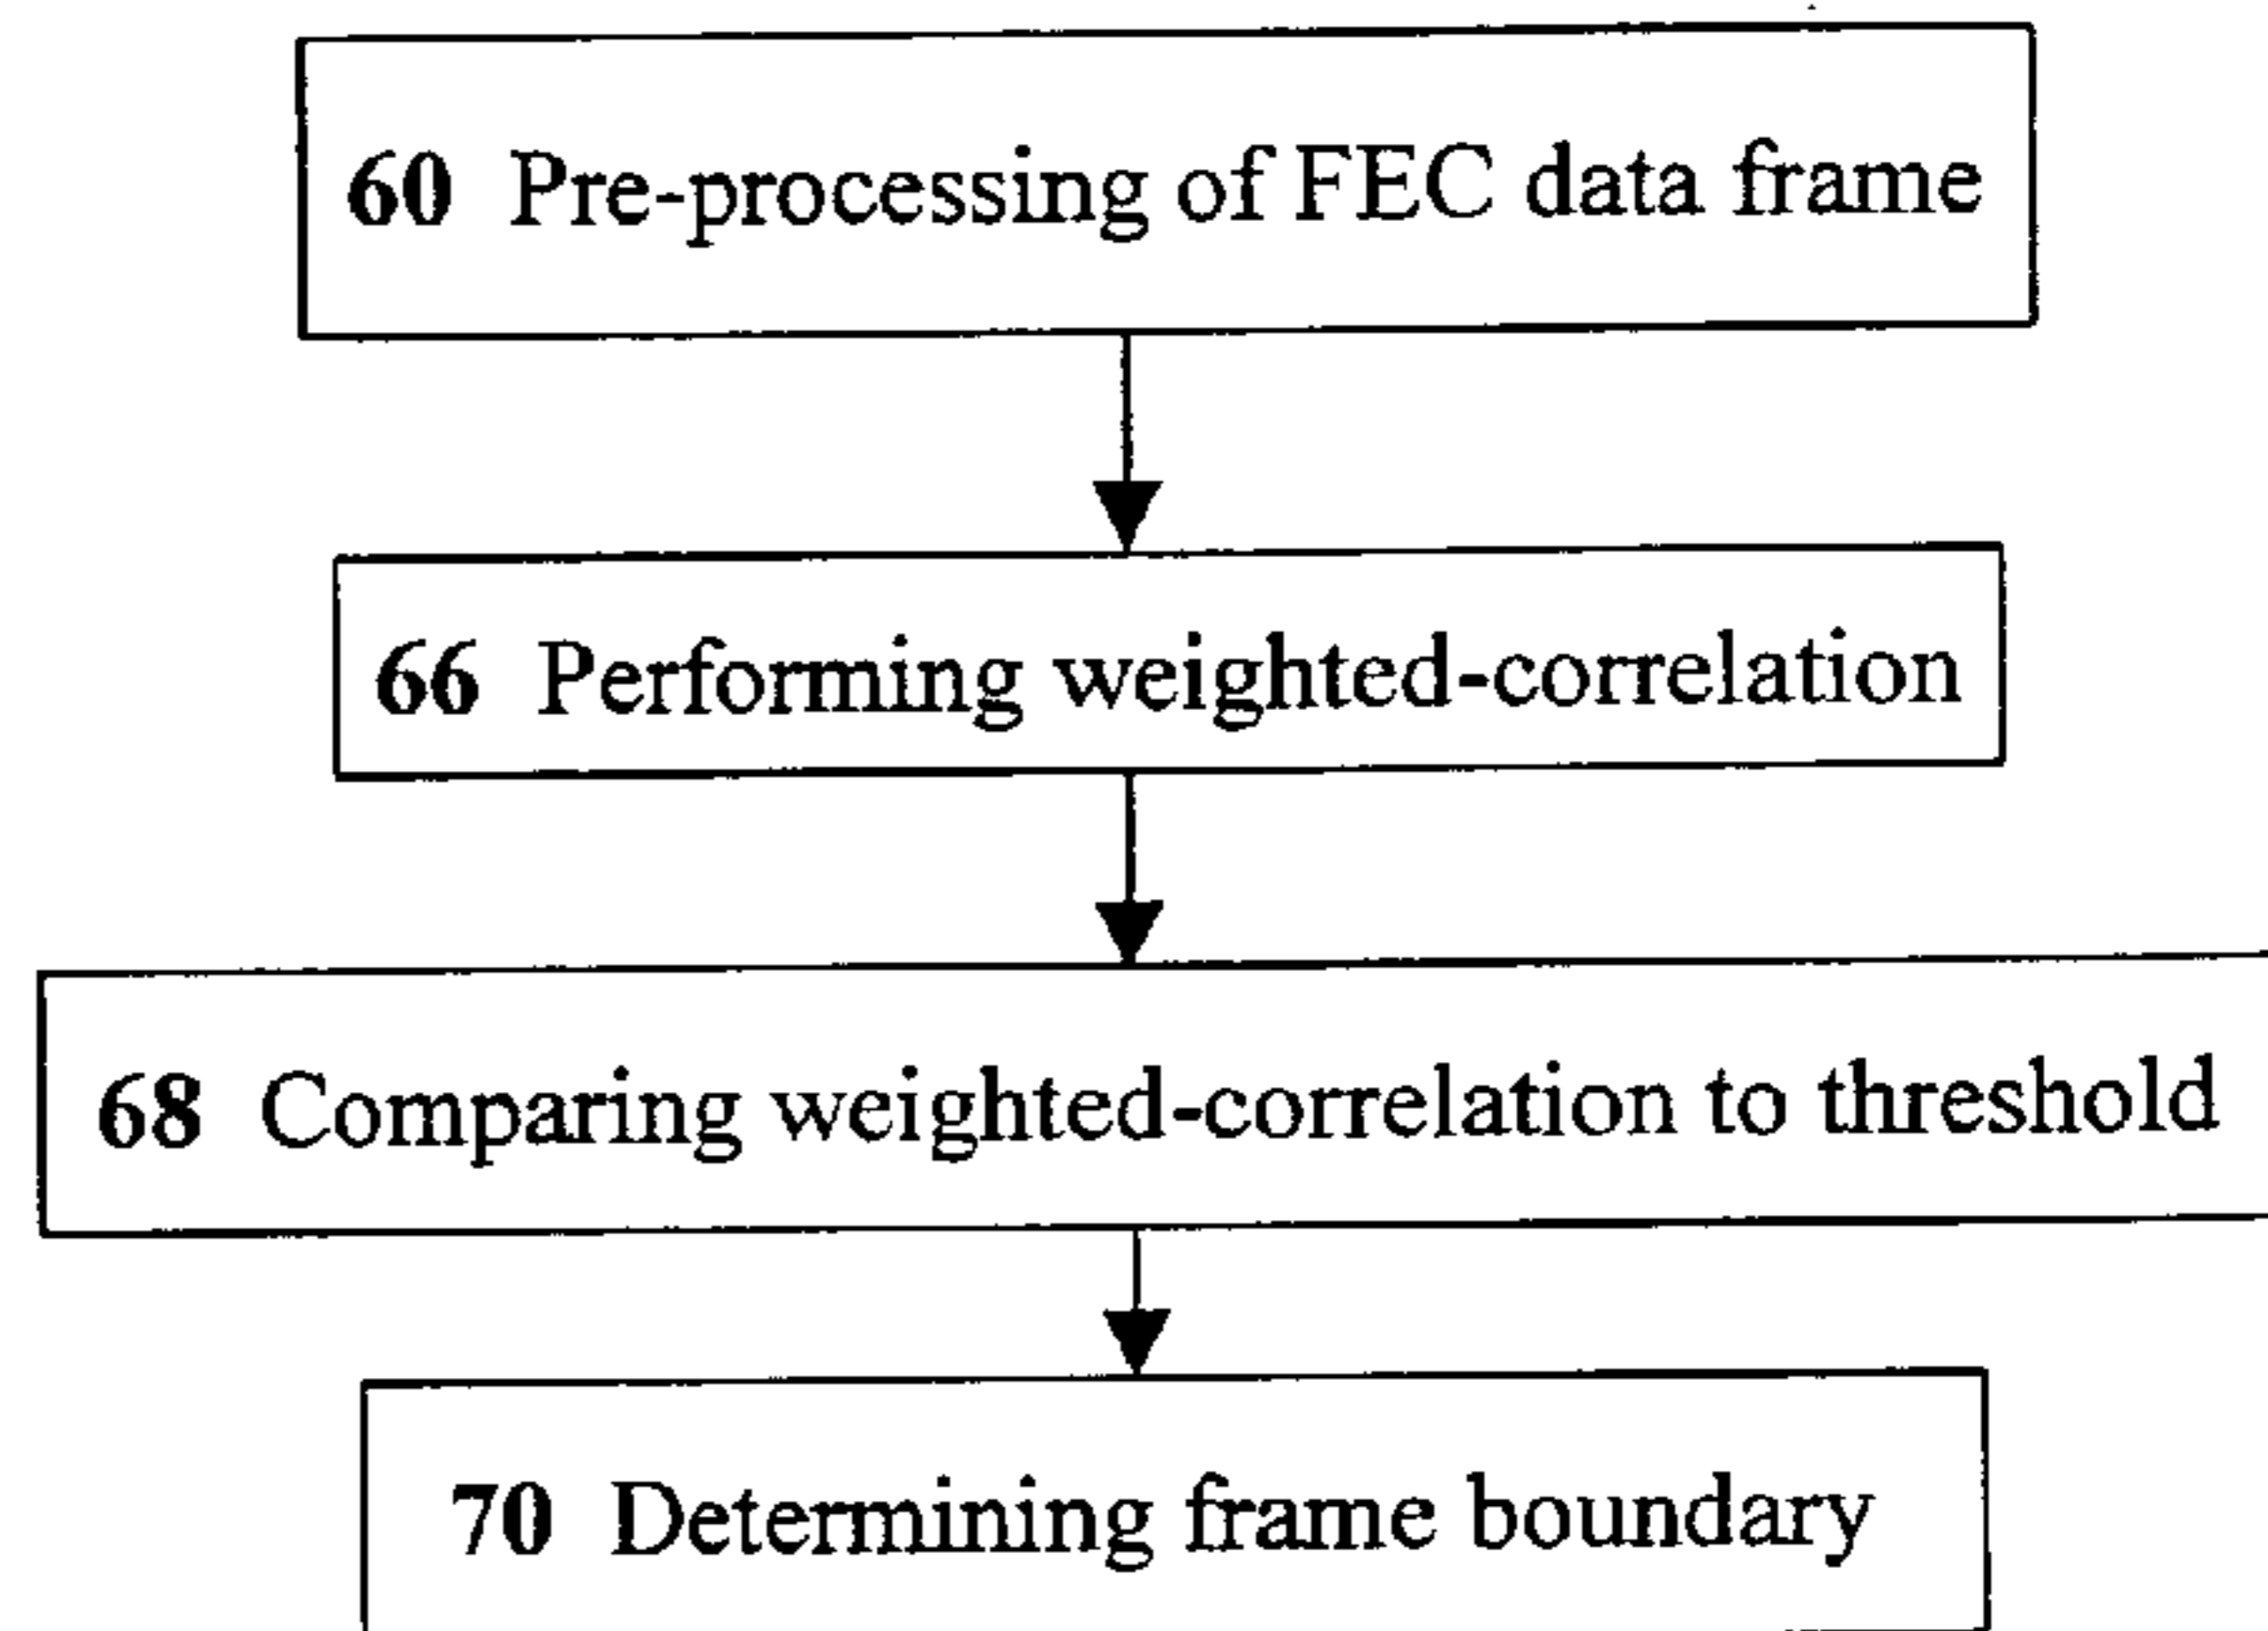 60 Pre-processing of FEC data frame
66 Performing weighted-correlation
68 Comparing weighted-correlation to threshold
70 Determining frame boundary